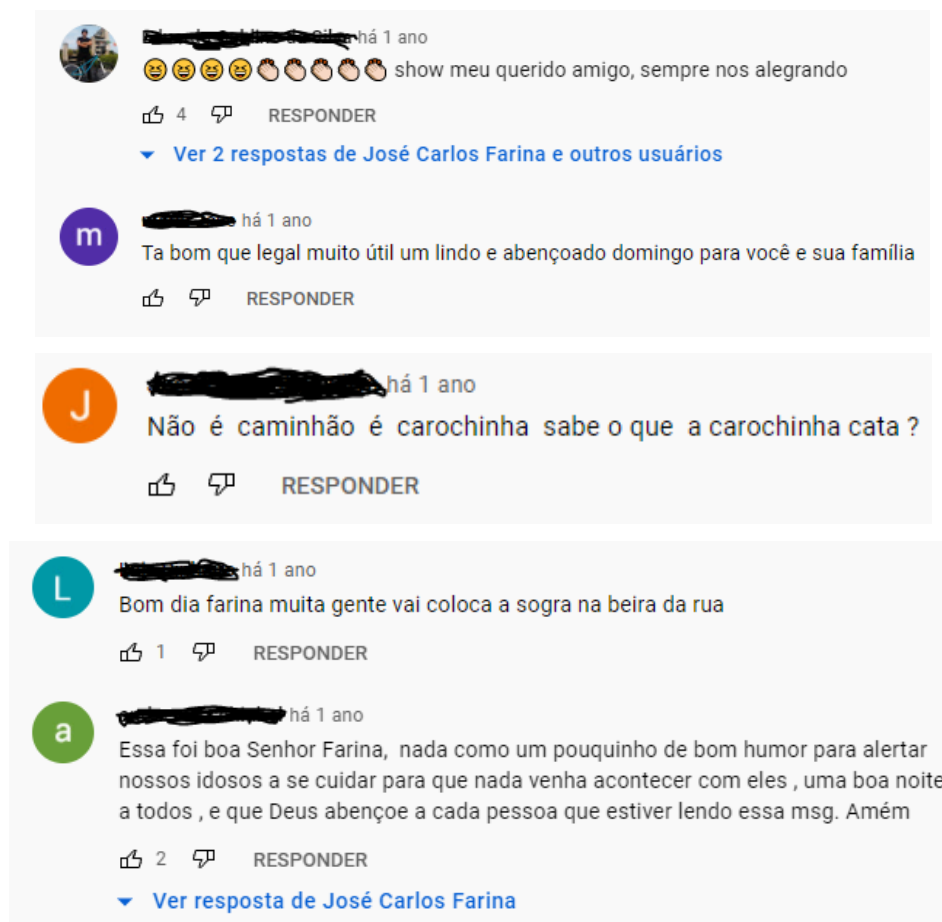 há 1 ano
😆😆😆😆👏🏻👏🏻👏🏻👏🏻👏🏻 show meu querido amigo, sempre nos alegrando
4 RESPONDER
Ver 2 respostas de José Carlos Farina e outros usuários
m
há 1 ano
Ta bom que legal muito útil um lindo e abençoado domingo para você e sua família
RESPONDER
J
há 1 ano
Não é caminhão é carochinha sabe o que a carochinha cata ?
RESPONDER
L
há 1 ano
Bom dia farina muita gente vai coloca a sogra na beira da rua
1 RESPONDER
a
há 1 ano
Essa foi boa Senhor Farina, nada como um pouquinho de bom humor para alertar
nossos idosos a se cuidar para que nada venha acontecer com eles , uma boa noite
a todos , e que Deus abençoe a cada pessoa que estiver lendo essa msg. Amém
2 RESPONDER
Ver resposta de José Carlos Farina